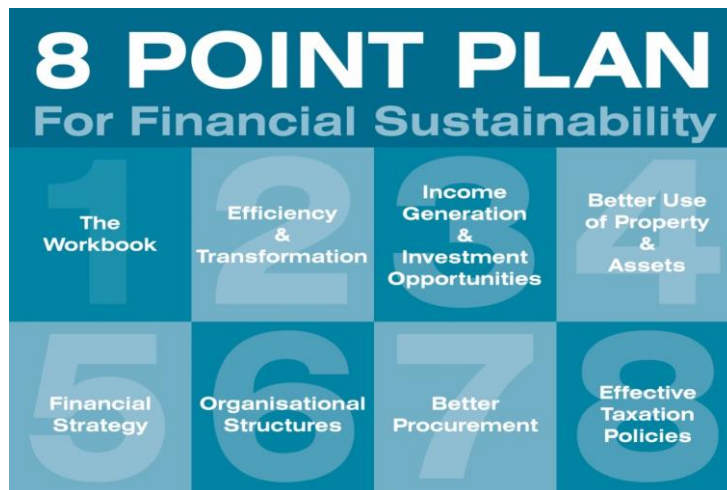 8 POINT PLAN
For Financial Sustainability
1
The
Workbook
2
Efficiency
&
Transformation
3
Income
Generation
&
Investment
Opportunities
4
Better Use
of Property
&
Assets
5
Financial
Strategy
6
Organisational
Structures
7
Better
Procurement
8
Effective
Taxation
Policies